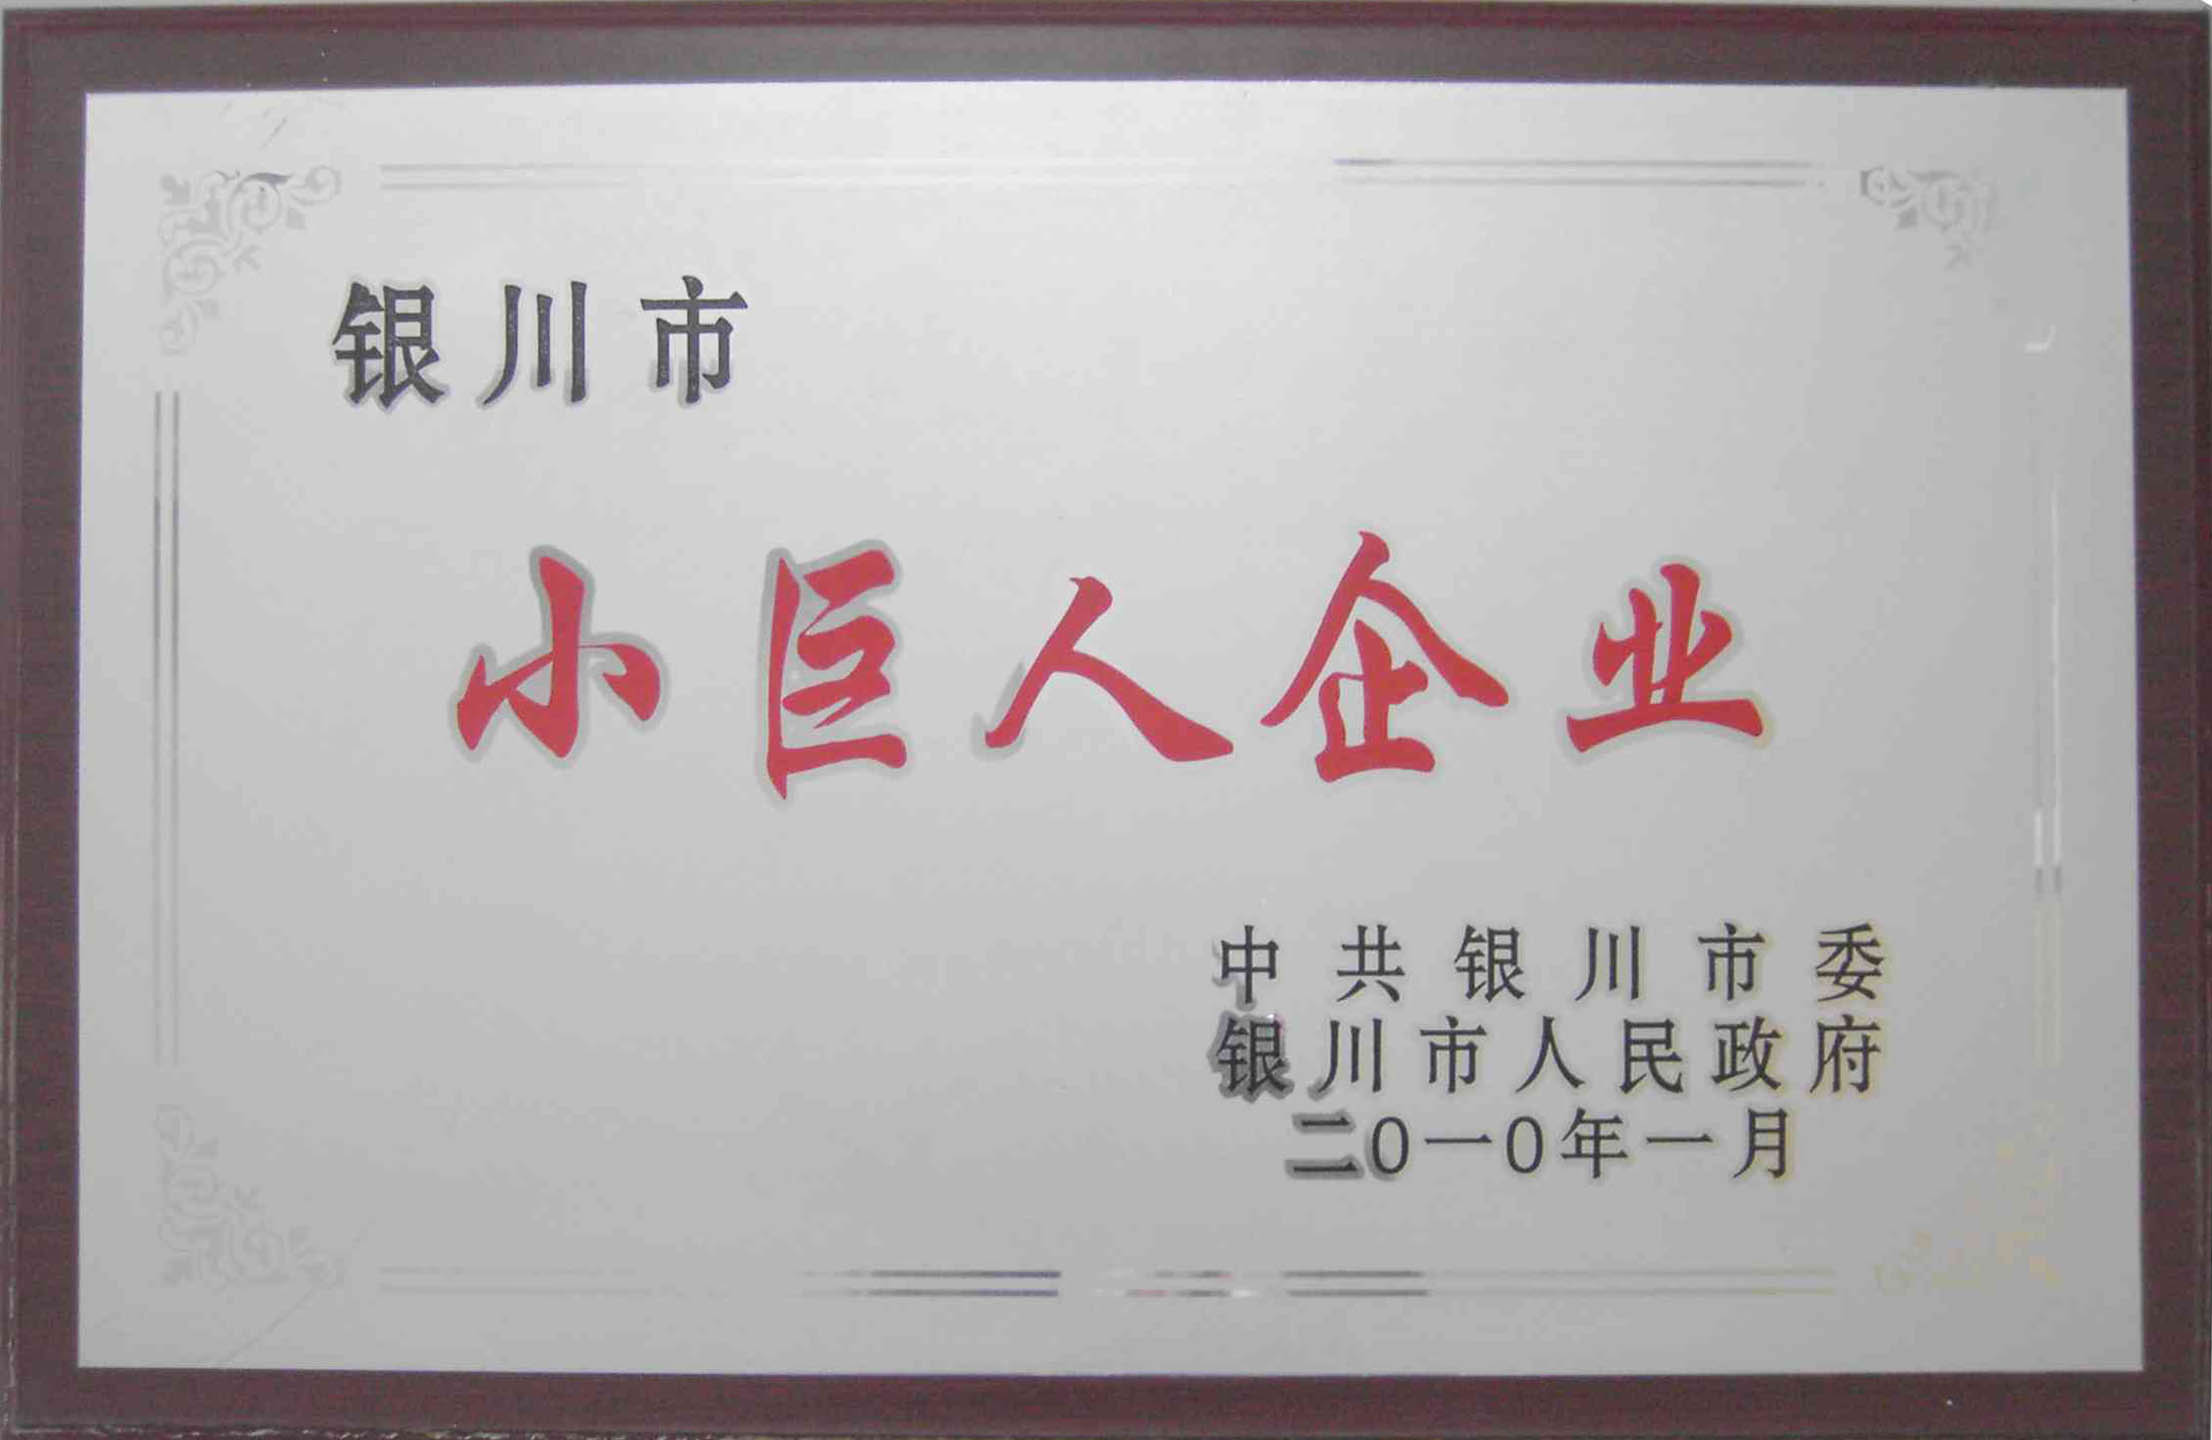 银川市
小巨人企业
中共银川市委
银川市人民政府
二0一0年一月